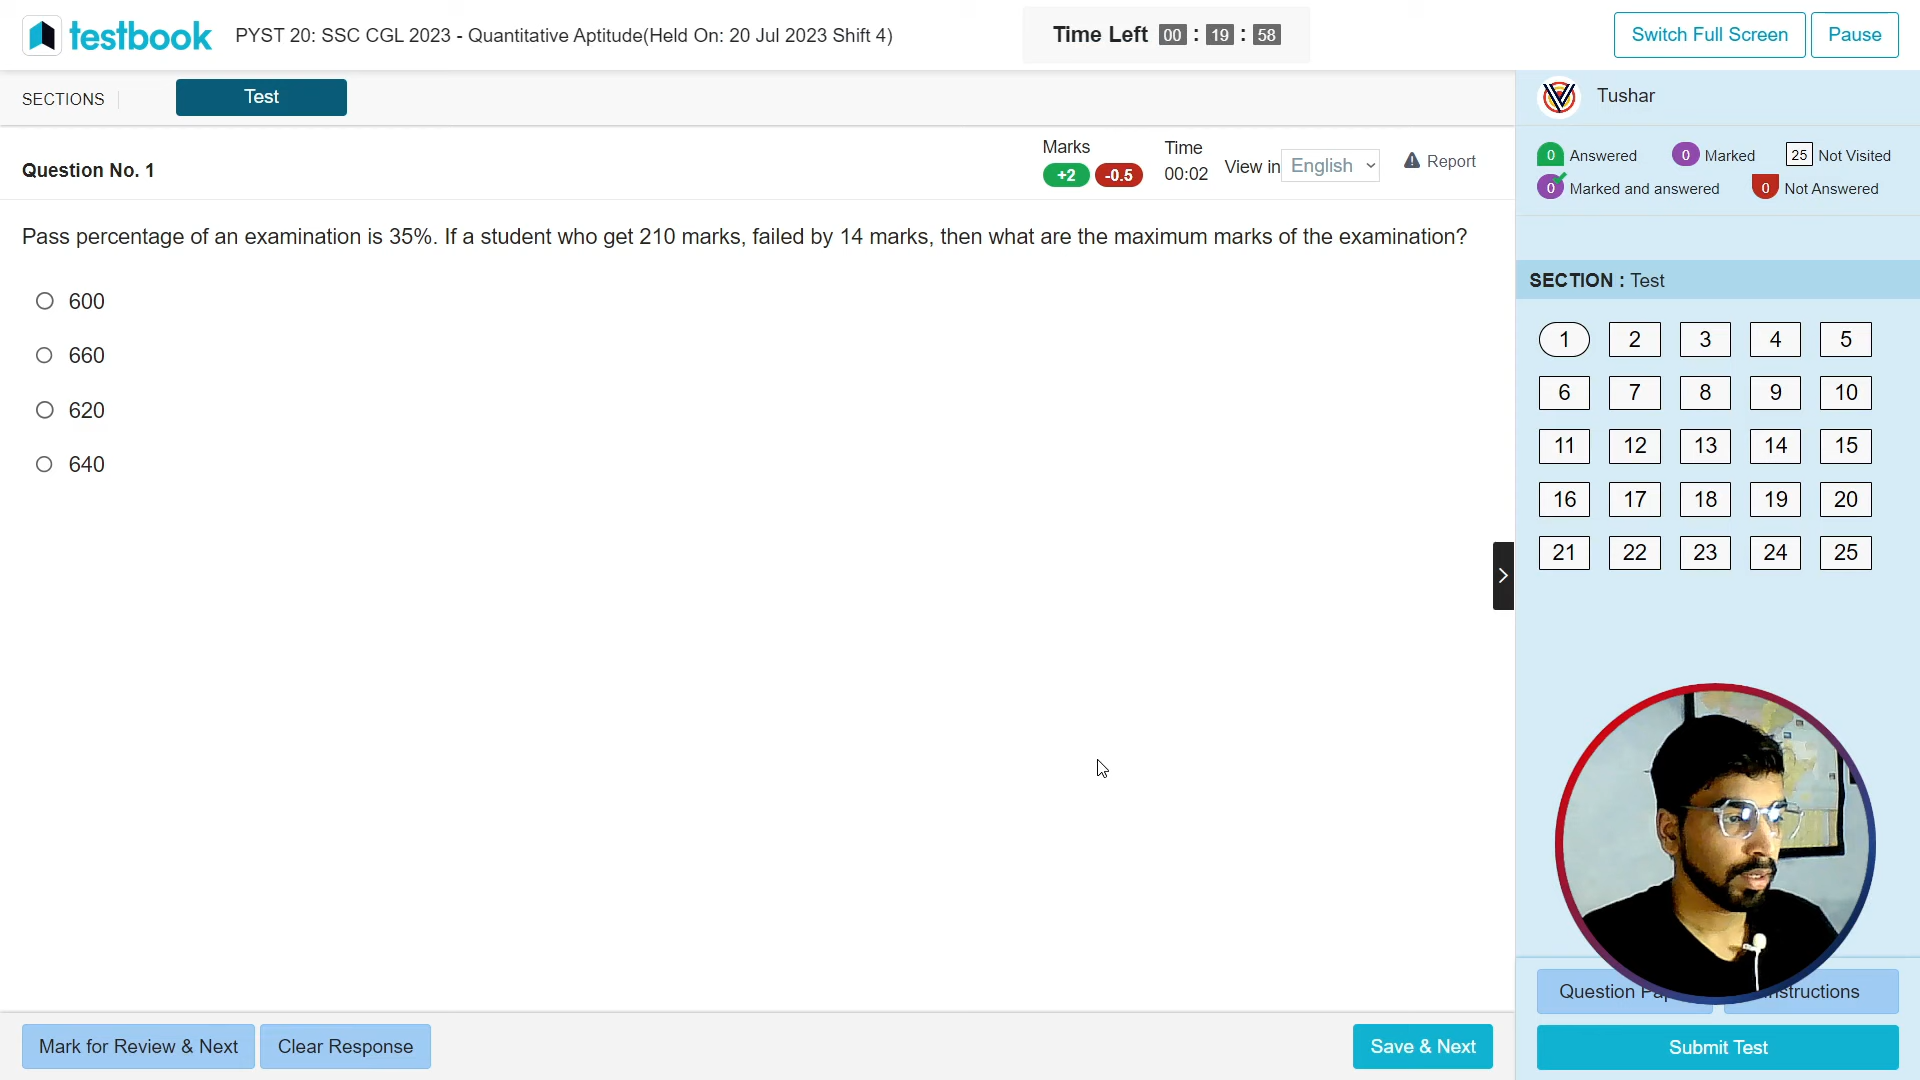 testbook PYST 20: SSC CGL 2023 - Quantitative Aptitude(Held On: 20 Jul 2023 Shift 4) Time Left 00 : 19 : 58 Switch Full Screen Pause
SECTIONS Test
Tushar
Question No. 1
Marks
+2 -0.5
Time
00:02
View in English
Report
0 Answered 0 Marked 25 Not Visited
0 Marked and answered 0 Not Answered
Pass percentage of an examination is 35%. If a student who get 210 marks, failed by 14 marks, then what are the maximum marks of the examination?
600
660
620
640
SECTION : Test
1 2 3 4 5
6 7 8 9 10
11 12 13 14 15
16 17 18 19 20
21 22 23 24 25
Question
Mark for Review & Next Clear Response Save & Next
Submit Test